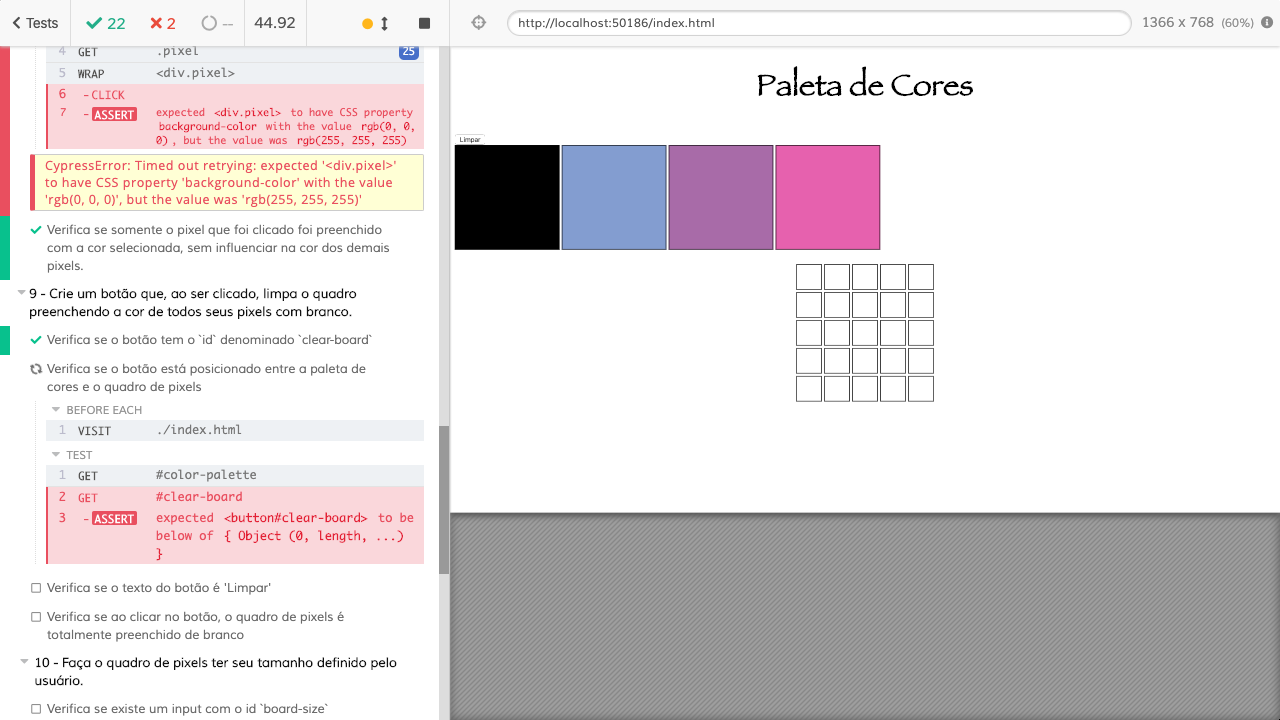 Tests
22
2
--
44.92
http://localhost:50186/index.html
1366 x 768 (60%)
4 GET .pixel 25
5 WRAP <div.pixel>
6 -CLICK
7 -ASSERT expected <div.pixel> to have CSS property
background-color with the value rgb(0, 0,
0), but the value was rgb(255, 255, 255)
CypressError: Timed out retrying: expected '<div.pixel>'
to have CSS property 'background-color' with the value
'rgb(0, 0, 0)', but the value was 'rgb(255, 255, 255)'
Verifica se somente o pixel que foi clicado foi preenchido
com a cor selecionada, sem influenciar na cor dos demais
pixels.
9 - Crie um botão que, ao ser clicado, limpa o quadro
preenchendo a cor de todos seus pixels com branco.
Verifica se o botão tem o `id` denominado `clear-board`
Verifica se o botão está posicionado entre a paleta de
cores e o quadro de pixels
BEFORE EACH
1 VISIT ./index.html
TEST
1 GET #color-palette
2 GET #clear-board
3 -ASSERT expected <button#clear-board> to be
below of { Object (0, length, ...)
}
Verifica se o texto do botão é 'Limpar'
Verifica se ao clicar no botão, o quadro de pixels é
totalmente preenchido de branco
10 - Faça o quadro de pixels ter seu tamanho definido pelo
usuário.
Verifica se existe um input com o id `board-size`
Paleta de Cores
Limpar